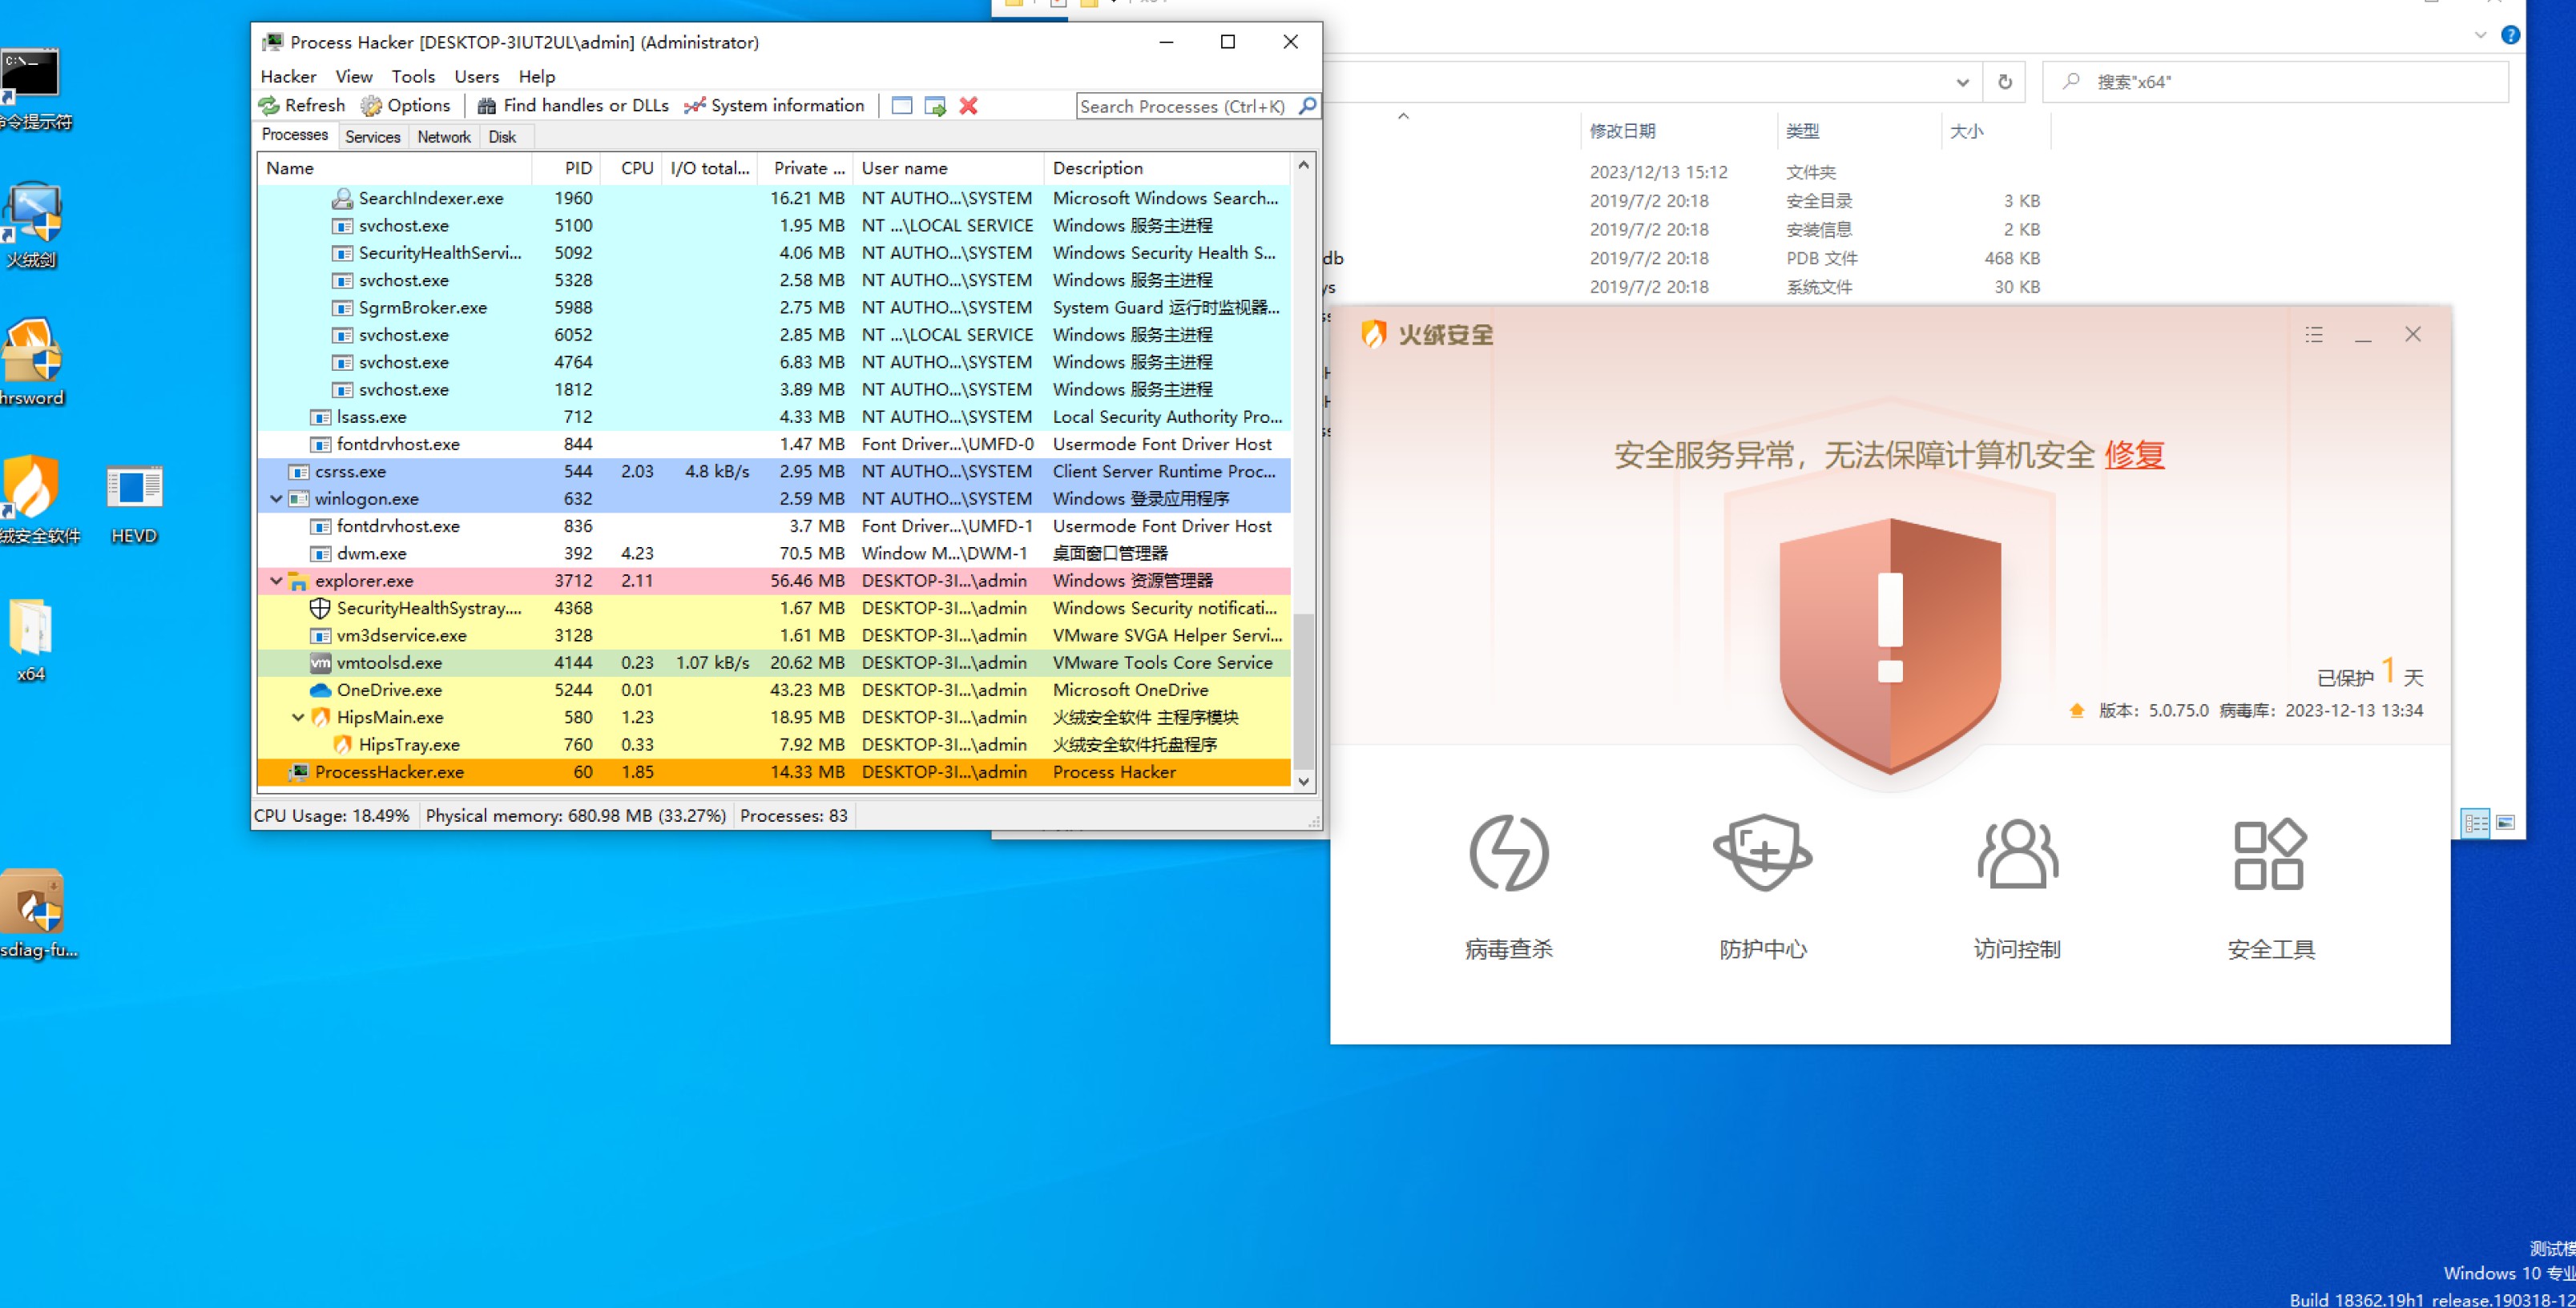 命令提示符
火绒剑
hrsword
绒安全软件
HEVD
x64
sdiag-fu...
Process Hacker [DESKTOP-3IUT2UL\admin] (Administrator)
Hacker View Tools Users Help
Refresh Options Find handles or DLLs System information Search Processes (Ctrl+K)
Processes Services Network Disk
Name PID CPU I/O total... Private ... User name Description
SearchIndexer.exe 1960 16.21 MB NT AUTHO...\SYSTEM Microsoft Windows Search...
svchost.exe 5100 1.95 MB NT ...\LOCAL SERVICE Windows 服务主进程
SecurityHealthServi... 5092 4.06 MB NT AUTHO...\SYSTEM Windows Security Health S...
svchost.exe 5328 2.58 MB NT AUTHO...\SYSTEM Windows 服务主进程
SgrmBroker.exe 5988 2.75 MB NT AUTHO...\SYSTEM System Guard 运行时监视器...
svchost.exe 6052 2.85 MB NT ...\LOCAL SERVICE Windows 服务主进程
svchost.exe 4764 6.83 MB NT AUTHO...\SYSTEM Windows 服务主进程
svchost.exe 1812 3.89 MB NT AUTHO...\SYSTEM Windows 服务主进程
lsass.exe 712 4.33 MB NT AUTHO...\SYSTEM Local Security Authority Pro...
fontdrvhost.exe 844 1.47 MB Font Driver...\UMFD-0 Usermode Font Driver Host
csrss.exe 544 2.03 4.8 kB/s 2.95 MB NT AUTHO...\SYSTEM Client Server Runtime Proc...
winlogon.exe 632 2.59 MB NT AUTHO...\SYSTEM Windows 登录应用程序
fontdrvhost.exe 836 3.7 MB Font Driver...\UMFD-1 Usermode Font Driver Host
dwm.exe 392 4.23 70.5 MB Window M...\DWM-1 桌面窗口管理器
explorer.exe 3712 2.11 56.46 MB DESKTOP-3I...\admin Windows 资源管理器
SecurityHealthSystray.... 4368 1.67 MB DESKTOP-3I...\admin Windows Security notificati...
vm3dservice.exe 3128 1.61 MB DESKTOP-3I...\admin VMware SVGA Helper Servi...
vmtoolsd.exe 4144 0.23 1.07 kB/s 20.62 MB DESKTOP-3I...\admin VMware Tools Core Service
OneDrive.exe 5244 0.01 43.23 MB DESKTOP-3I...\admin Microsoft OneDrive
HipsMain.exe 580 1.23 18.95 MB DESKTOP-3I...\admin 火绒安全软件 主程序模块
HipsTray.exe 760 0.33 7.92 MB DESKTOP-3I...\admin 火绒安全软件托盘程序
ProcessHacker.exe 60 1.85 14.33 MB DESKTOP-3I...\admin Process Hacker
CPU Usage: 18.49% Physical memory: 680.98 MB (33.27%) Processes: 83
搜索"x64"
修改日期 类型 大小
2023/12/13 15:12 文件夹
2019/7/2 20:18 安全目录 3 KB
2019/7/2 20:18 安装信息 2 KB
db 2019/7/2 20:18 PDB 文件 468 KB
ys 2019/7/2 20:18 系统文件 30 KB
火绒安全
安全服务异常，无法保障计算机安全 修复
已保护 1 天
版本：5.0.75.0 病毒库：2023-12-13 13:34
病毒查杀 防护中心 访问控制 安全工具
测试模
Windows 10 专业
Build 18362.19h1_release.190318-12